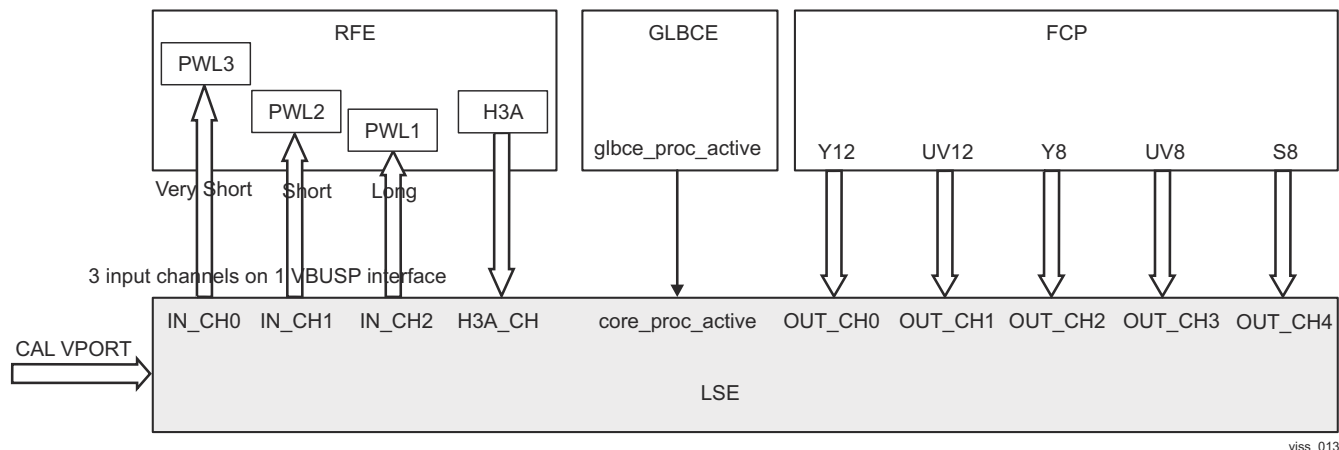 RFE
GLBCE
FCP
PWL3
PWL2
PWL1
H3A
glbce_proc_active
Y12
UV12
Y8
UV8
S8
Very Short
Short
Long
3 input channels on 1 VBUSP interface
IN_CH0
IN_CH1
IN_CH2
H3A_CH
core_proc_active
OUT_CH0
OUT_CH1
OUT_CH2
OUT_CH3
OUT_CH4
CAL VPORT
LSE
viss_013